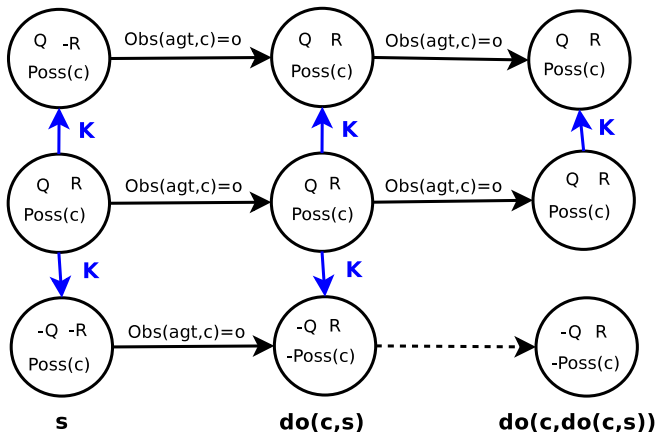 Q -R Obs(agt,c)=o Q R Obs(agt,c)=o Q R
Poss(c) Poss(c) Poss(c)
K K K
Q R Obs(agt,c)=o Q R Obs(agt,c)=o Q R
Poss(c) Poss(c) Poss(c)
K K
-Q -R Obs(agt,c)=o -Q R -Q R
Poss(c) -Poss(c) -Poss(c)
s do(c,s) do(c,do(c,s))